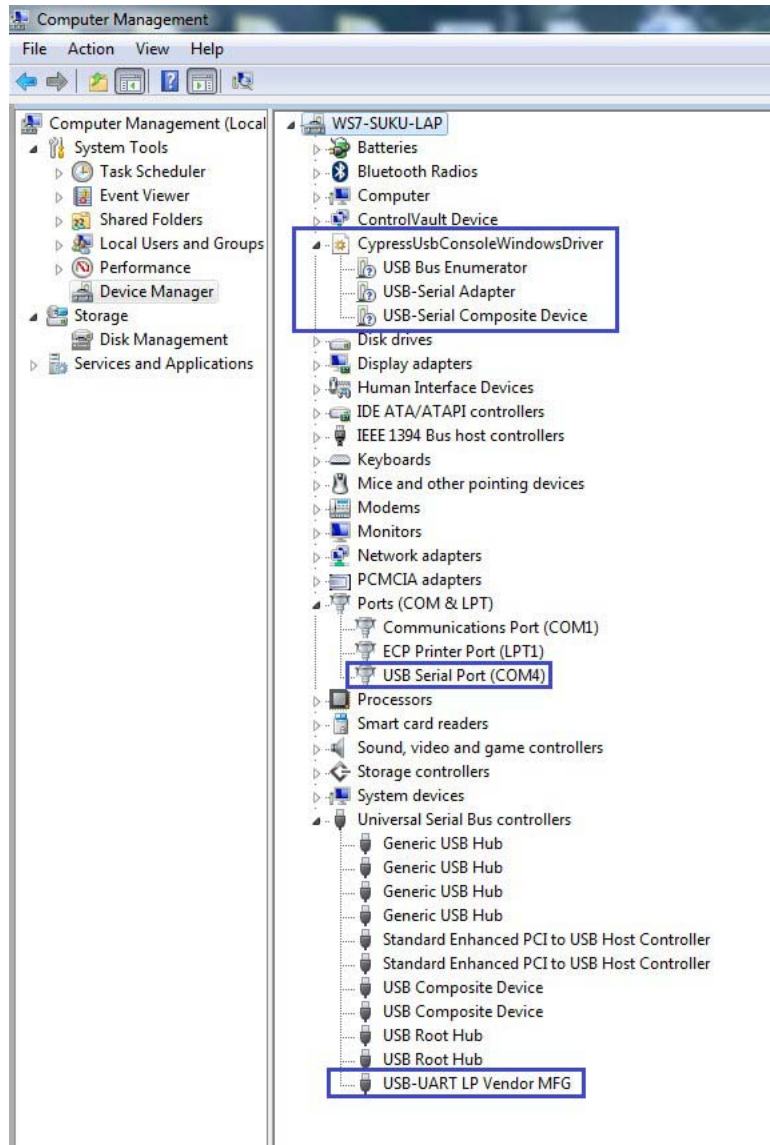 Computer Management
File Action View Help
Computer Management (Local
System Tools
Task Scheduler
Event Viewer
Shared Folders
Local Users and Groups
Performance
Device Manager
Storage
Disk Management
Services and Applications
WS7-SUKU-LAP
Batteries
Bluetooth Radios
Computer
ControlVault Device
CypressUsbConsoleWindowsDriver
USB Bus Enumerator
USB-Serial Adapter
USB-Serial Composite Device
Disk drives
Display adapters
Human Interface Devices
IDE ATA/ATAPI controllers
IEEE 1394 Bus host controllers
Keyboards
Mice and other pointing devices
Modems
Monitors
Network adapters
PCMCIA adapters
Ports (COM & LPT)
Communications Port (COM1)
ECP Printer Port (LPT1)
USB Serial Port (COM4)
Processors
Smart card readers
Sound, video and game controllers
Storage controllers
System devices
Universal Serial Bus controllers
Generic USB Hub
Generic USB Hub
Generic USB Hub
Generic USB Hub
Standard Enhanced PCI to USB Host Controller
Standard Enhanced PCI to USB Host Controller
USB Composite Device
USB Composite Device
USB Root Hub
USB Root Hub
USB-UART LP Vendor MFG